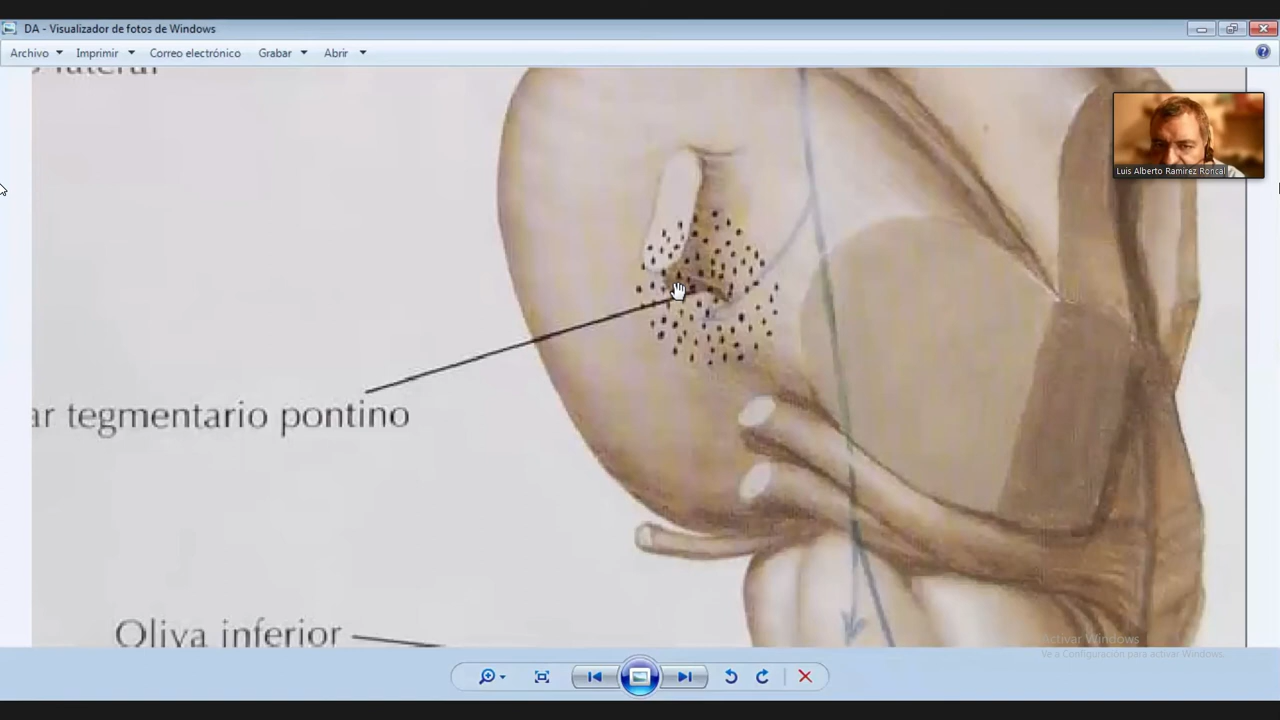 DA - Visualizador de fotos de Windows
Archivo Imprimir Correo electrónico Grabar Abrir
lateral
Luis Alberto Ramirez Roncal
ar tegmentario pontino
Oliva inferior
Activar Windows
Ve a Configuración para activar Windows.